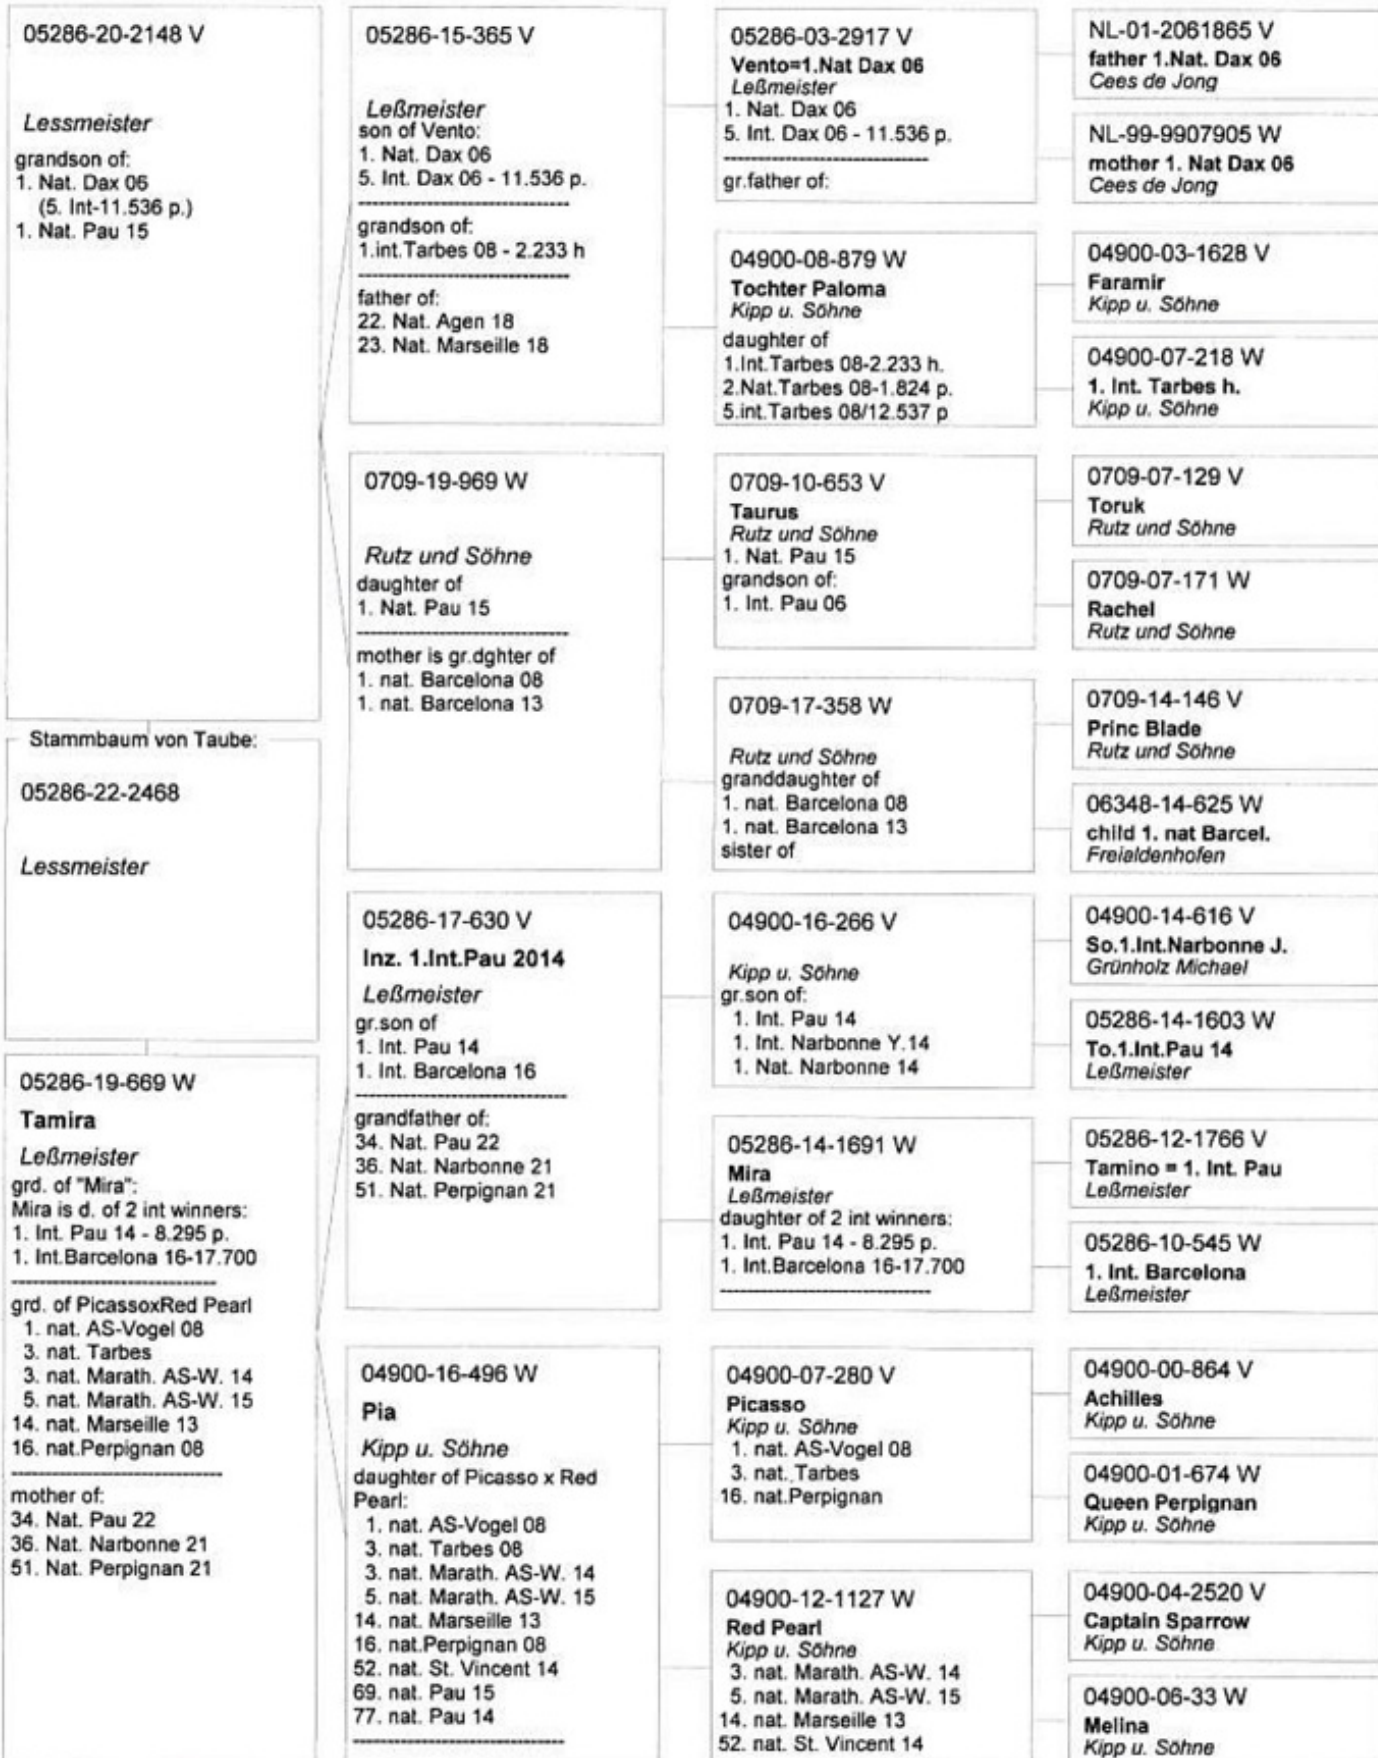 05286-20-2148 V
Lessmeister
grandson of:
1. Nat. Dax 06
(5. Int-11.536 p.)
1. Nat. Pau 15
Stammbaum von Taube:
05286-22-2468
Lessmeister
05286-19-669 W
Tamira
Leßmeister
grd. of "Mira":
Mira is d. of 2 int winners:
1. Int. Pau 14 - 8.295 p.
1. Int.Barcelona 16-17.700
----------------------------
grd. of PicassoxRed Pearl
1. nat. AS-Vogel 08
3. nat. Tarbes
3. nat. Marath. AS-W. 14
5. nat. Marath. AS-W. 15
14. nat. Marseille 13
16. nat.Perpignan 08
----------------------------
mother of:
34. Nat. Pau 22
36. Nat. Narbonne 21
51. Nat. Perpignan 21
05286-15-365 V
Leßmeister
son of Vento:
1. Nat. Dax 06
5. Int. Dax 06 - 11.536 p.
----------------------------
grandson of:
1.int.Tarbes 08 - 2.233 h
----------------------------
father of:
22. Nat. Agen 18
23. Nat. Marseille 18
0709-19-969 W
Rutz und Söhne
daughter of
1. Nat. Pau 15
----------------------------
mother is gr.dghter of
1. nat. Barcelona 08
1. nat. Barcelona 13
05286-17-630 V
Inz. 1.Int.Pau 2014
Leßmeister
gr.son of
1. Int. Pau 14
1. Int. Barcelona 16
----------------------------
grandfather of:
34. Nat. Pau 22
36. Nat. Narbonne 21
51. Nat. Perpignan 21
04900-16-496 W
Pia
Kipp u. Söhne
daughter of Picasso x Red
Pearl:
1. nat. AS-Vogel 08
3. nat. Tarbes 08
3. nat. Marath. AS-W. 14
5. nat. Marath. AS-W. 15
14. nat. Marseille 13
16. nat.Perpignan 08
52. nat. St. Vincent 14
69. nat. Pau 15
77. nat. Pau 14
----------------------------
05286-03-2917 V
Vento=1.Nat Dax 06
Leßmeister
1. Nat. Dax 06
5. Int. Dax 06 - 11.536 p.
----------------------------
gr.father of:
04900-08-879 W
Tochter Paloma
Kipp u. Söhne
daughter of
1.Int.Tarbes 08-2.233 h.
2.Nat.Tarbes 08-1.824 p.
5.int.Tarbes 08/12.537 p
0709-10-653 V
Taurus
Rutz und Söhne
1. Nat. Pau 15
grandson of:
1. Int. Pau 06
0709-17-358 W
Rutz und Söhne
granddaughter of
1. nat. Barcelona 08
1. nat. Barcelona 13
sister of
04900-16-266 V
Kipp u. Söhne
gr.son of:
1. Int. Pau 14
1. Int. Narbonne Y.14
1. Nat. Narbonne 14
05286-14-1691 W
Mira
Leßmeister
daughter of 2 int winners:
1. Int. Pau 14 - 8.295 p.
1. Int.Barcelona 16-17.700
----------------------------
04900-07-280 V
Picasso
Kipp u. Söhne
1. nat. AS-Vogel 08
3. nat. Tarbes
16. nat.Perpignan
04900-12-1127 W
Red Pearl
Kipp u. Söhne
3. nat. Marath. AS-W. 14
5. nat. Marath. AS-W. 15
14. nat. Marseille 13
52. nat. St. Vincent 14
NL-01-2061865 V
father 1.Nat. Dax 06
Cees de Jong
NL-99-9907905 W
mother 1. Nat Dax 06
Cees de Jong
04900-03-1628 V
Faramir
Kipp u. Söhne
04900-07-218 W
1. Int. Tarbes h.
Kipp u. Söhne
0709-07-129 V
Toruk
Rutz und Söhne
0709-07-171 W
Rachel
Rutz und Söhne
0709-14-146 V
Princ Blade
Rutz und Söhne
06348-14-625 W
child 1. nat Barcel.
Freialdenhofen
04900-14-616 V
So.1.Int.Narbonne J.
Grünholz Michael
05286-14-1603 W
To.1.Int.Pau 14
Leßmeister
05286-12-1766 V
Tamino = 1. Int. Pau
Leßmeister
05286-10-545 W
1. Int. Barcelona
Leßmeister
04900-00-864 V
Achilles
Kipp u. Söhne
04900-01-674 W
Queen Perpignan
Kipp u. Söhne
04900-04-2520 V
Captain Sparrow
Kipp u. Söhne
04900-06-33 W
Melina
Kipp u. Söhne